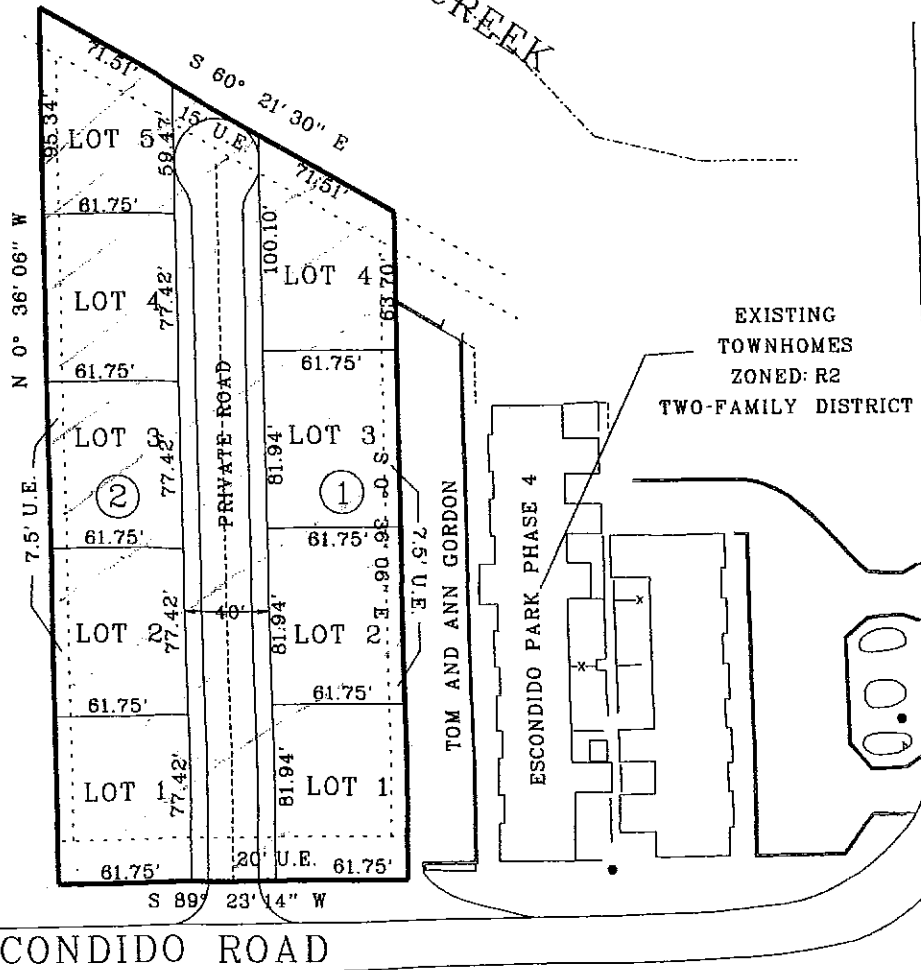 CREEK
71.51'
S 60° 21' 30" E
15' U.E.
95.34'
LOT 5
59.47'
71.51'
61.75'
N 0° 36' 06" W
100.10'
LOT 4
77.42'
LOT 4
63.70'
61.75'
61.75'
EXISTING
TOWNHOMES
ZONED: R2
TWO-FAMILY DISTRICT
PRIVATE ROAD
LOT 3
77.42'
LOT 3
81.94'
S 0° 36' 06" E
2
1
7.5' U.E.
7.5' U.E.
61.75'
61.75'
TOM AND ANN GORDON
ESCONDIDO PARK PHASE 4
40'
LOT 2
77.42'
81.94'
LOT 2
61.75'
61.75'
x
x
LOT 1
77.42'
81.94'
LOT 1
61.75'
20' U.E.
61.75'
S 89° 23' 14" W
CONDIDO ROAD